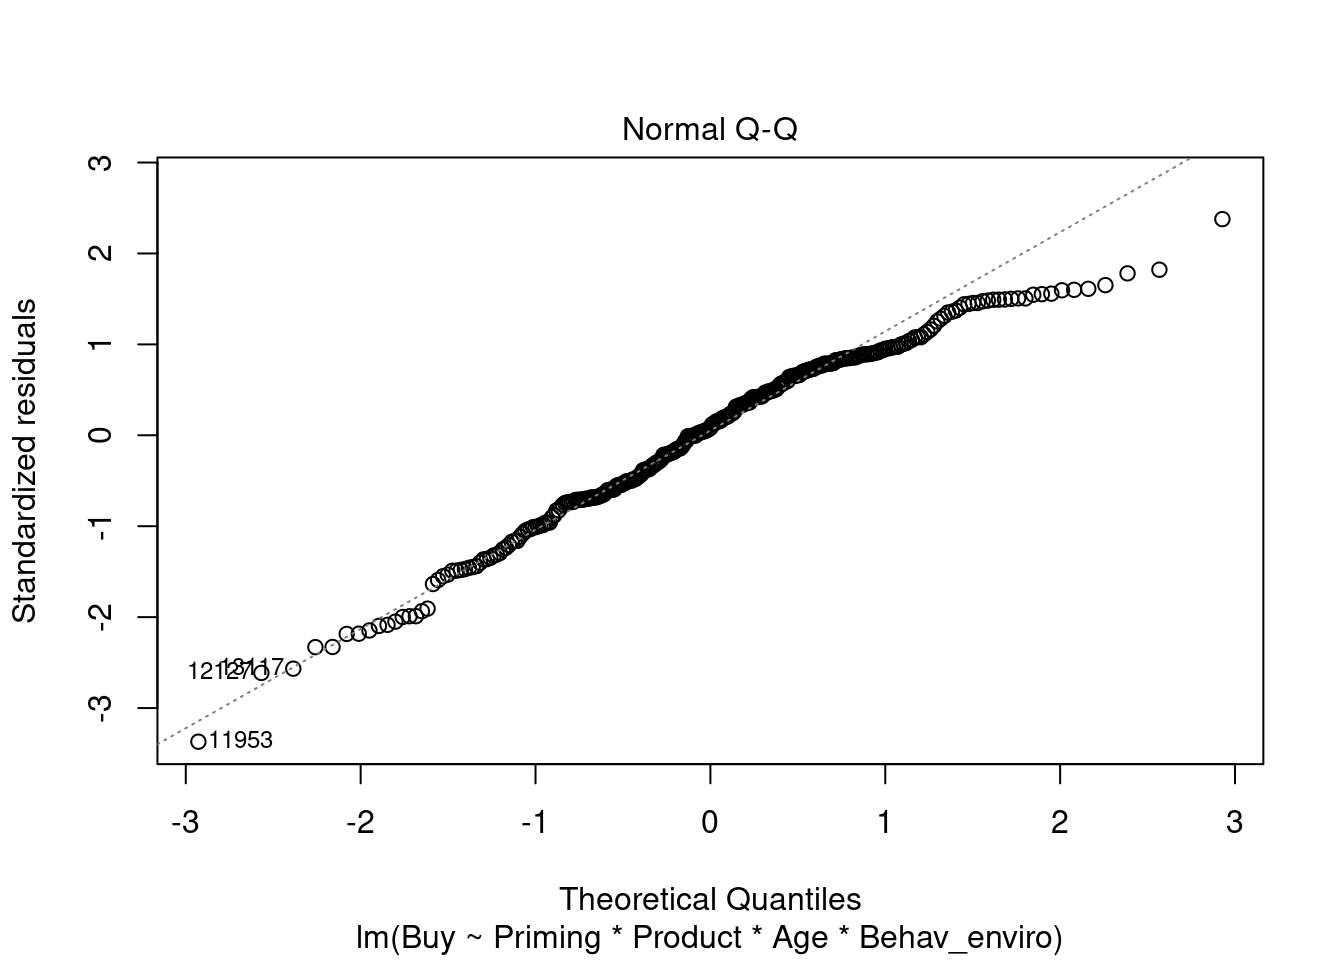 Normal Q-Q
Standardized residuals
3
2
1
0
-1
-2
-3
12127
13117
11953
-3 -2 -1 0 1 2 3
Theoretical Quantiles
lm(Buy ~ Priming * Product * Age * Behav_enviro)